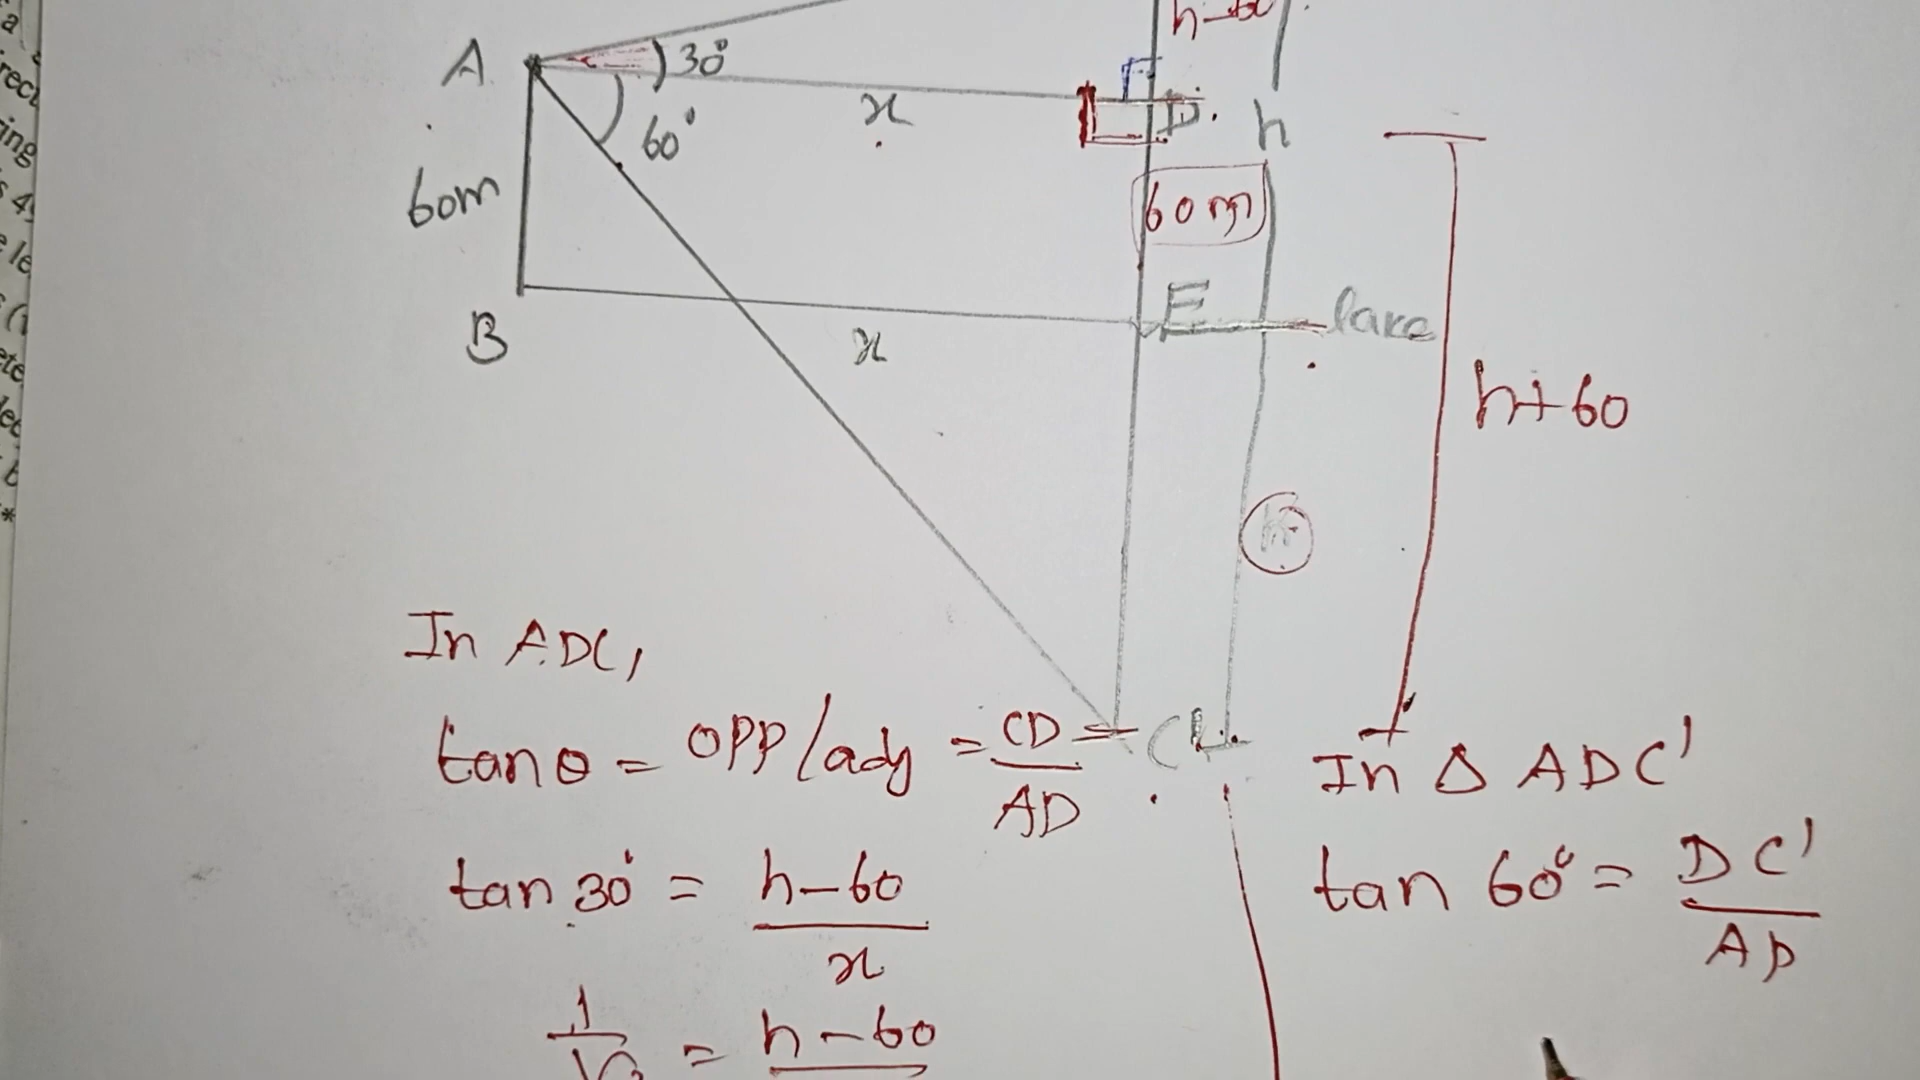 h-60
A
30°
x
D
h
60°
60m
60m
E
lake
B
x
h+60
h
In ADC,
C'
tanθ = opp/adj = CD =
AD
In Δ ADC'
tan 30° = h-60
x
tan 60° = DC'
AD
1 = h-60